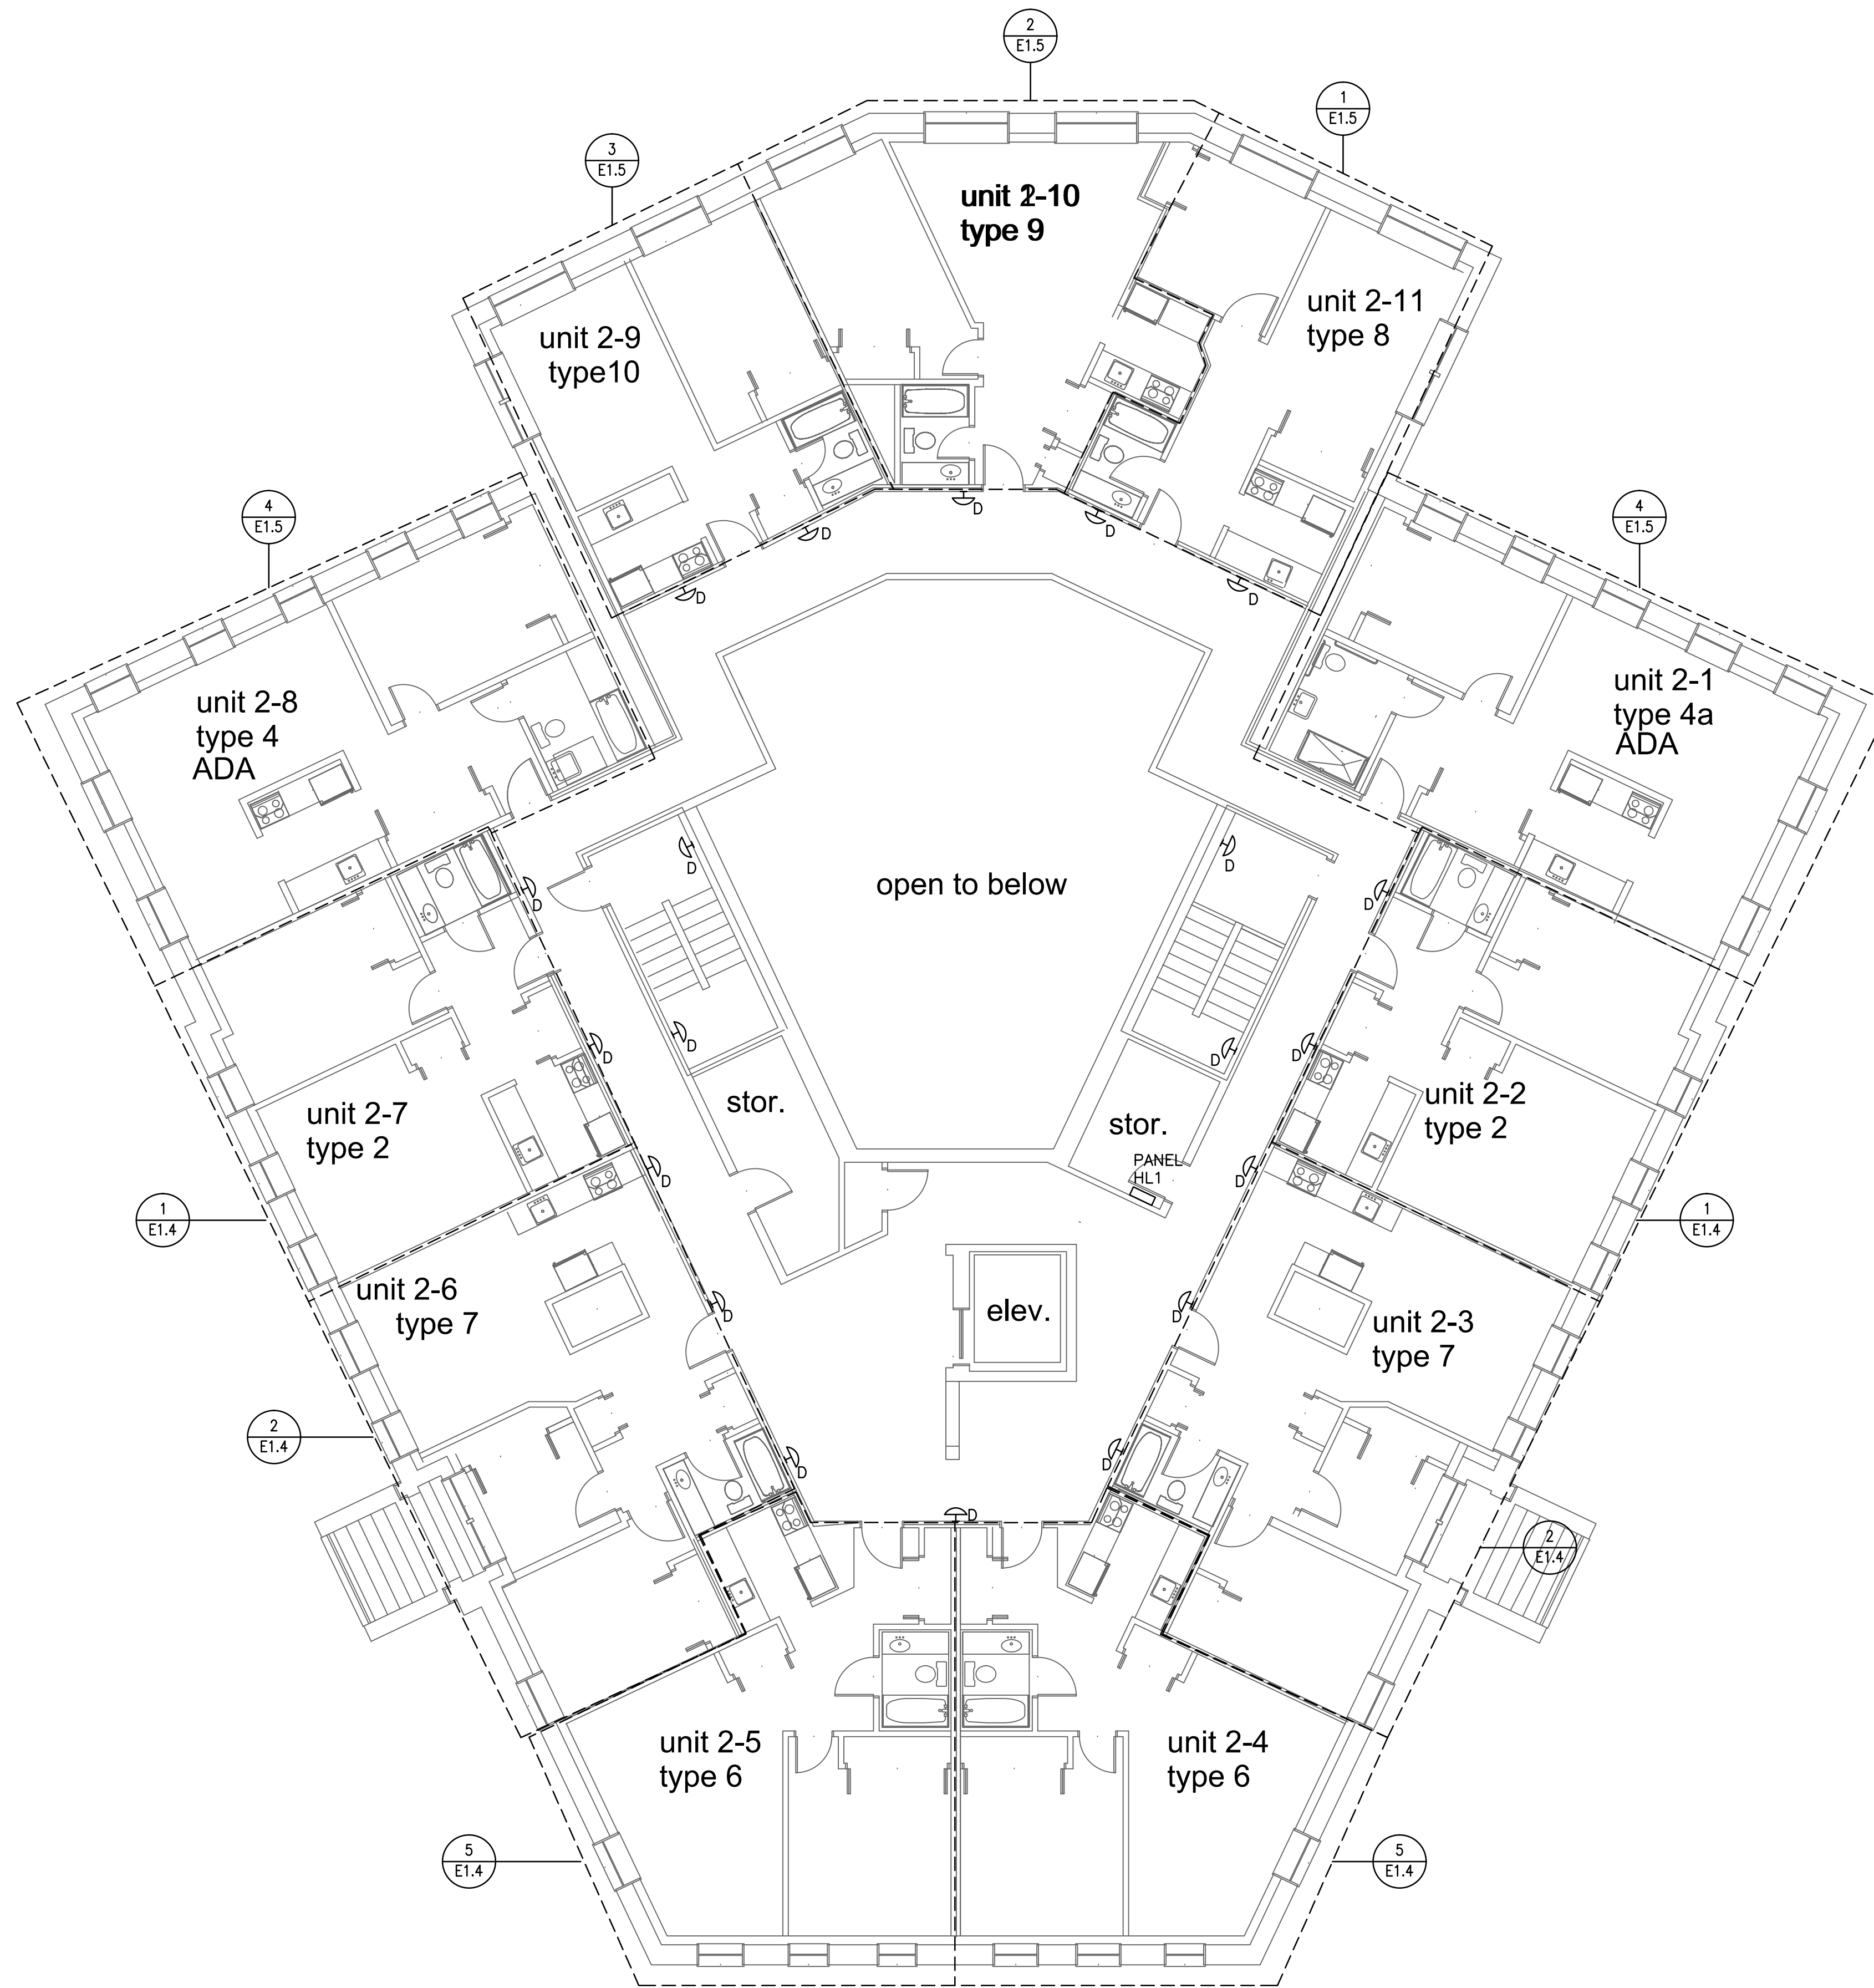 2
E1.5
1
E1.5
3
E1.5
unit 2-10
type 9
unit 2-11
type 8
unit 2-9
type10
4
E1.5
4
E1.5
D
D
D
D
D
unit 2-8
type 4
ADA
unit 2-1
type 4a
ADA
D
D
open to below
D
D
D
D
D
D
unit 2-7
type 2
stor.
stor.
unit 2-2
type 2
PANEL
HL1
D
D
1
E1.4
1
E1.4
unit 2-6
type 7
D
elev.
D
unit 2-3
type 7
2
E1.4
D
D
D
2
E1.4
unit 2-5
type 6
unit 2-4
type 6
5
E1.4
5
E1.4